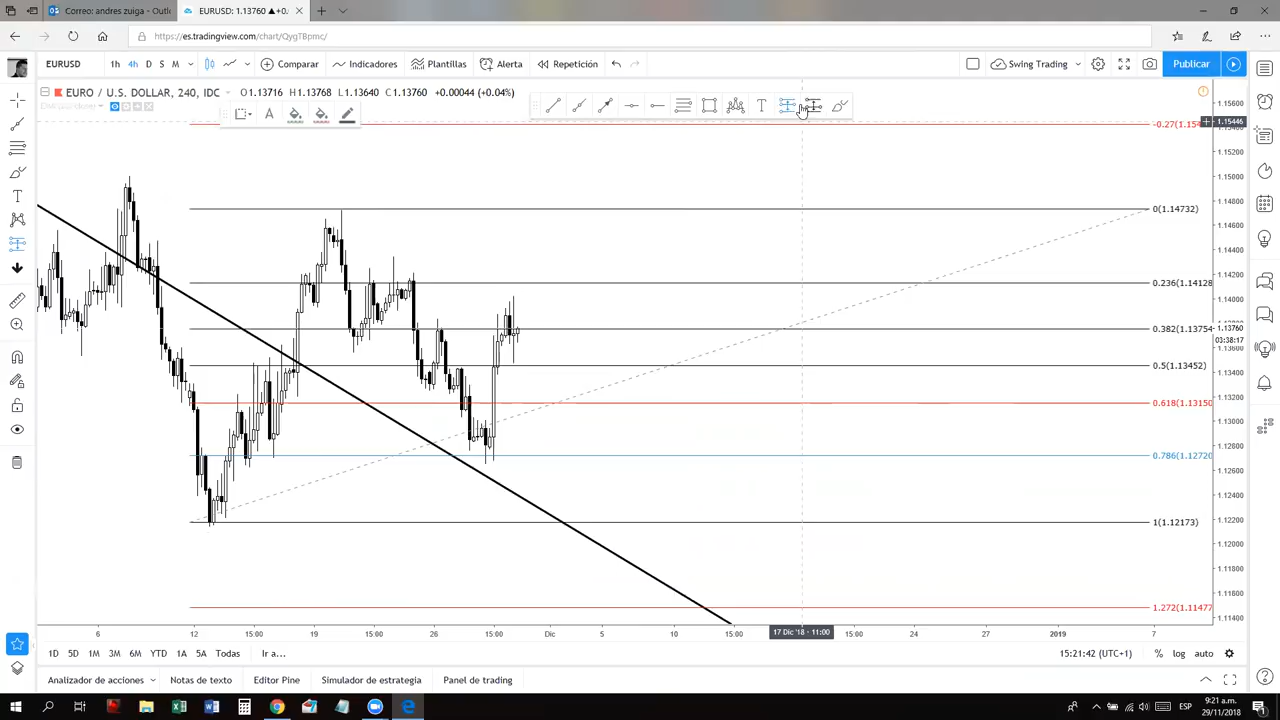 Correo: andres zuiga - Outl
EURUSD: 1.13760 ▲+0.0
https://es.tradingview.com/chart/QygTBpmc/
EURUSD
1h 4h D S M
Comparar
Indicadores
Plantillas
Alerta
Repetición
Swing Trading
Publicar
EURO / U.S. DOLLAR, 240, IDC
O1.13716 H1.13768 L1.13640 C1.13760 +0.00044 (+0.04%)
-0.27(1.154
1.15600
1.15446
1.15200
1.15000
1.14800
1.14600
1.14400
1.14200
1.14000
1.13760
03:38:17
1.13600
1.13400
1.13200
1.13000
1.12800
1.12600
1.12400
1.12200
1.12000
1.11800
1.11600
1.11400
0(1.14732)
0.236(1.14128
0.382(1.13754
0.5(1.13452)
0.618(1.13150
0.786(1.12720
1(1.12173)
1.272(1.11477
6 12 15:00 19 15:00 26 15:00 Dic 5 10 15:00 17 Dic '18 - 11:00 15:00 24 27 2019 7
1D 5D 1M 3M 6M YTD 1A 5A Todas Ir a...
15:21:42 (UTC+1) % log auto
Analizador de acciones Notas de texto Editor Pine Simulador de estrategia Panel de trading
ESP
9:21 a.m.
29/11/2018